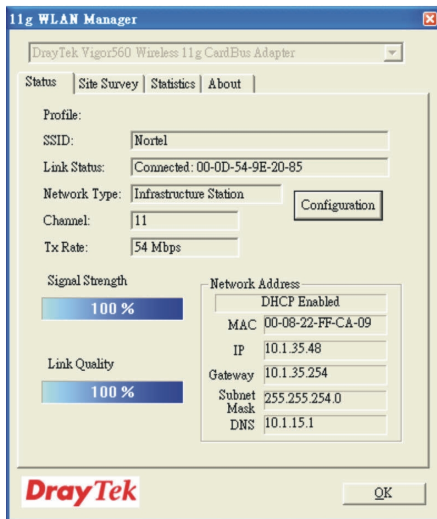 11g WLAN Manager
DrayTek Vigor560 Wireless 11g CardBus Adapter
Status Site Survey Statistics About
Profile:
SSID: Nortel
Link Status: Connected: 00-0D-54-9E-20-85
Network Type: Infrastructure Station
Configuration
Channel: 11
Tx Rate: 54 Mbps
Signal Strength
100 %
Link Quality
100 %
Network Address
DHCP Enabled
MAC 00-08-22-FF-CA-09
IP 10.1.35.48
Gateway 10.1.35.254
Subnet Mask 255.255.254.0
DNS 10.1.15.1
DrayTek
OK